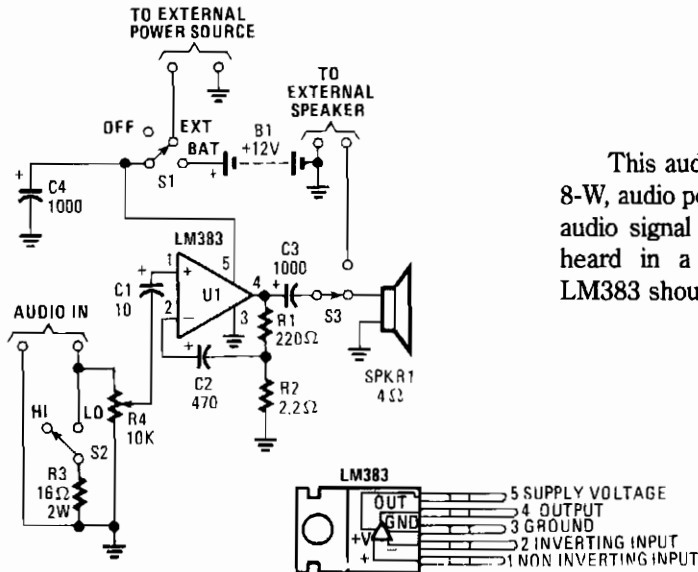 TO EXTERNAL
POWER SOURCE
TO
EXTERNAL
SPEAKER
OFF
EXT
BAT
B1
+12V
+
S1
+
C4
1000
LM383
C3
1000
+
1
+
5
4
U1
C1
10
+
2
−
3
S3
R1
220Ω
AUDIO IN
+
C2
470
R2
2.2Ω
SPKR1
4Ω
HI
LO
R4
10K
S2
R3
16Ω
2W
This aud
8-W, audio po
audio signal
heard in a
LM383 shou
LM383
OUT
GND
+V
-
+
5 SUPPLY VOLTAGE
4 OUTPUT
3 GROUND
2 INVERTING INPUT
1 NON INVERTING INPUT